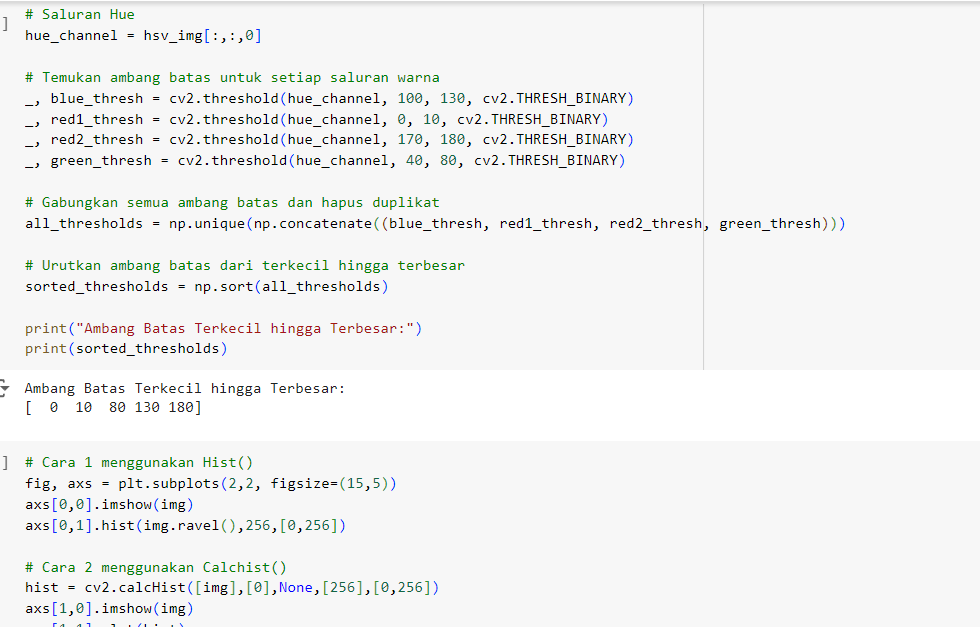 # Saluran Hue
hue_channel = hsv_img[:,:,0]
# Temukan ambang batas untuk setiap saluran warna
_, blue_thresh = cv2.threshold(hue_channel, 100, 130, cv2.THRESH_BINARY)
_, red1_thresh = cv2.threshold(hue_channel, 0, 10, cv2.THRESH_BINARY)
_, red2_thresh = cv2.threshold(hue_channel, 170, 180, cv2.THRESH_BINARY)
_, green_thresh = cv2.threshold(hue_channel, 40, 80, cv2.THRESH_BINARY)
# Gabungkan semua ambang batas dan hapus duplikat
all_thresholds = np.unique(np.concatenate((blue_thresh, red1_thresh, red2_thresh, green_thresh)))
# Urutkan ambang batas dari terkecil hingga terbesar
sorted_thresholds = np.sort(all_thresholds)
print("Ambang Batas Terkecil hingga Terbesar:")
print(sorted_thresholds)
Ambang Batas Terkecil hingga Terbesar:
[  0  10  80 130 180]
# Cara 1 menggunakan Hist()
fig, axs = plt.subplots(2,2, figsize=(15,5))
axs[0,0].imshow(img)
axs[0,1].hist(img.ravel(),256,[0,256])
# Cara 2 menggunakan Calchist()
hist = cv2.calcHist([img],[0],None,[256],[0,256])
axs[1,0].imshow(img)